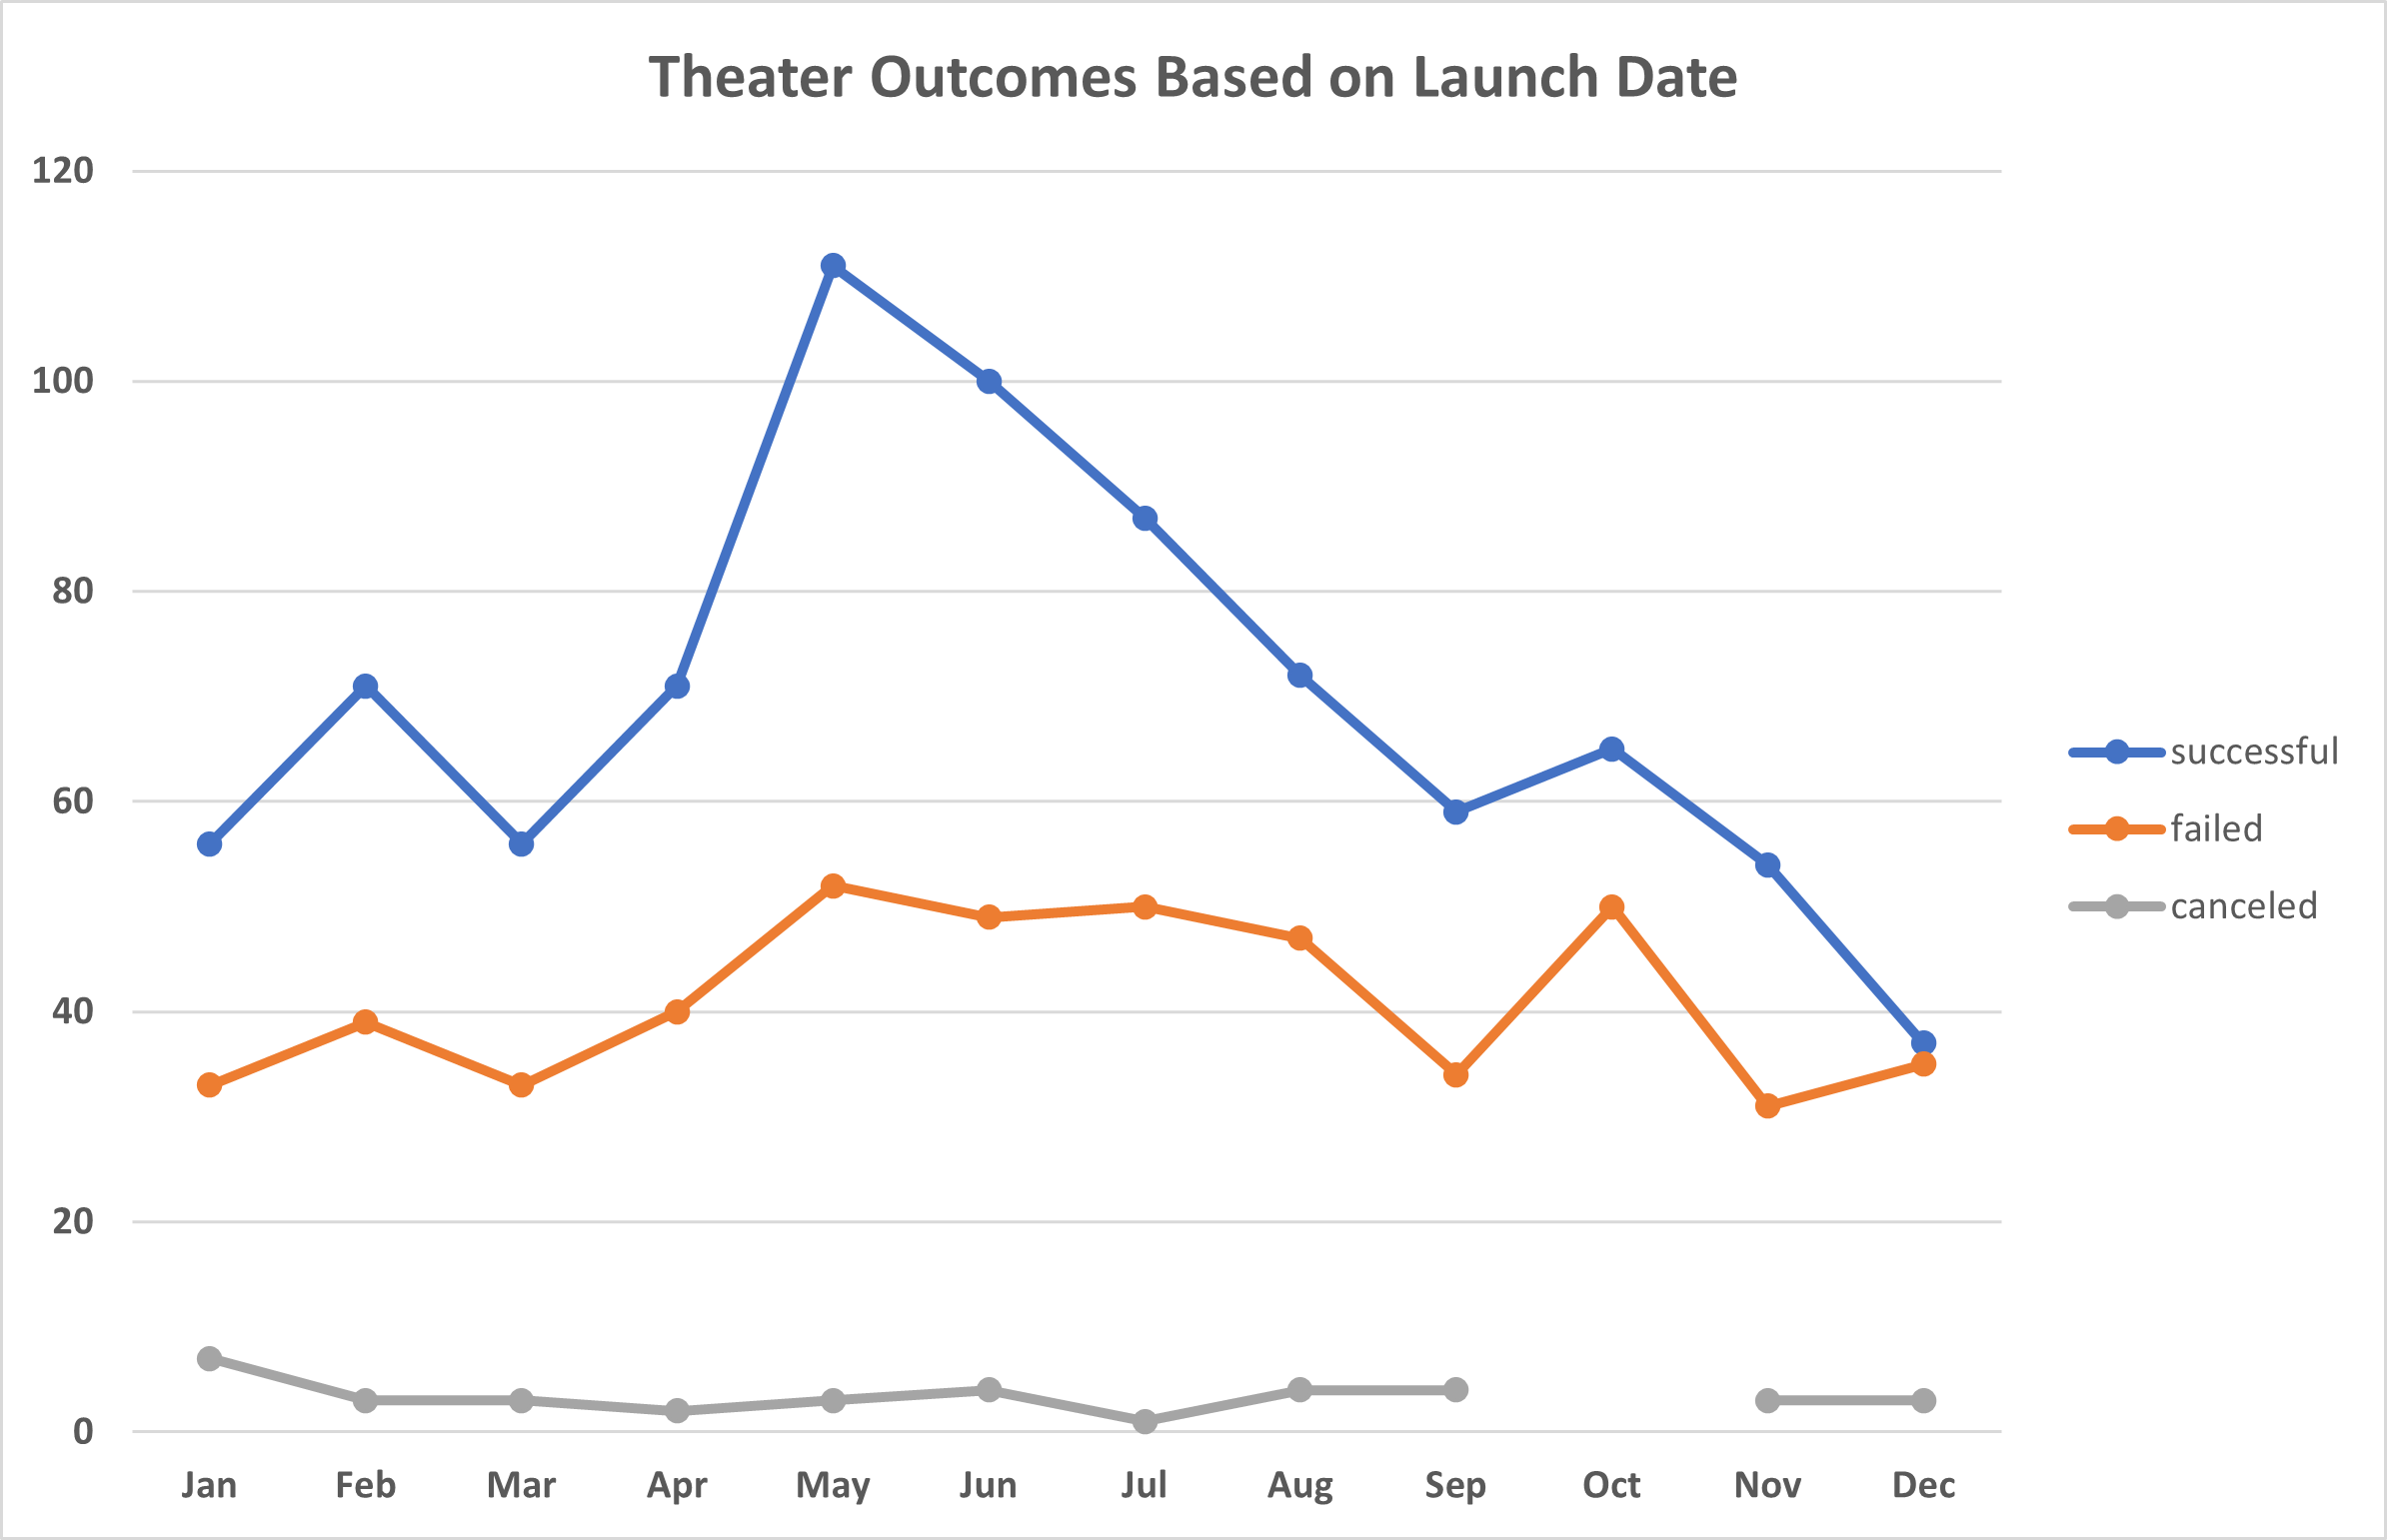 Theater Outcomes Based on Launch Date
120
100
80
60
40
20
0
Jan Feb Mar Apr May Jun Jul Aug Sep Oct Nov Dec
successful
failed
canceled